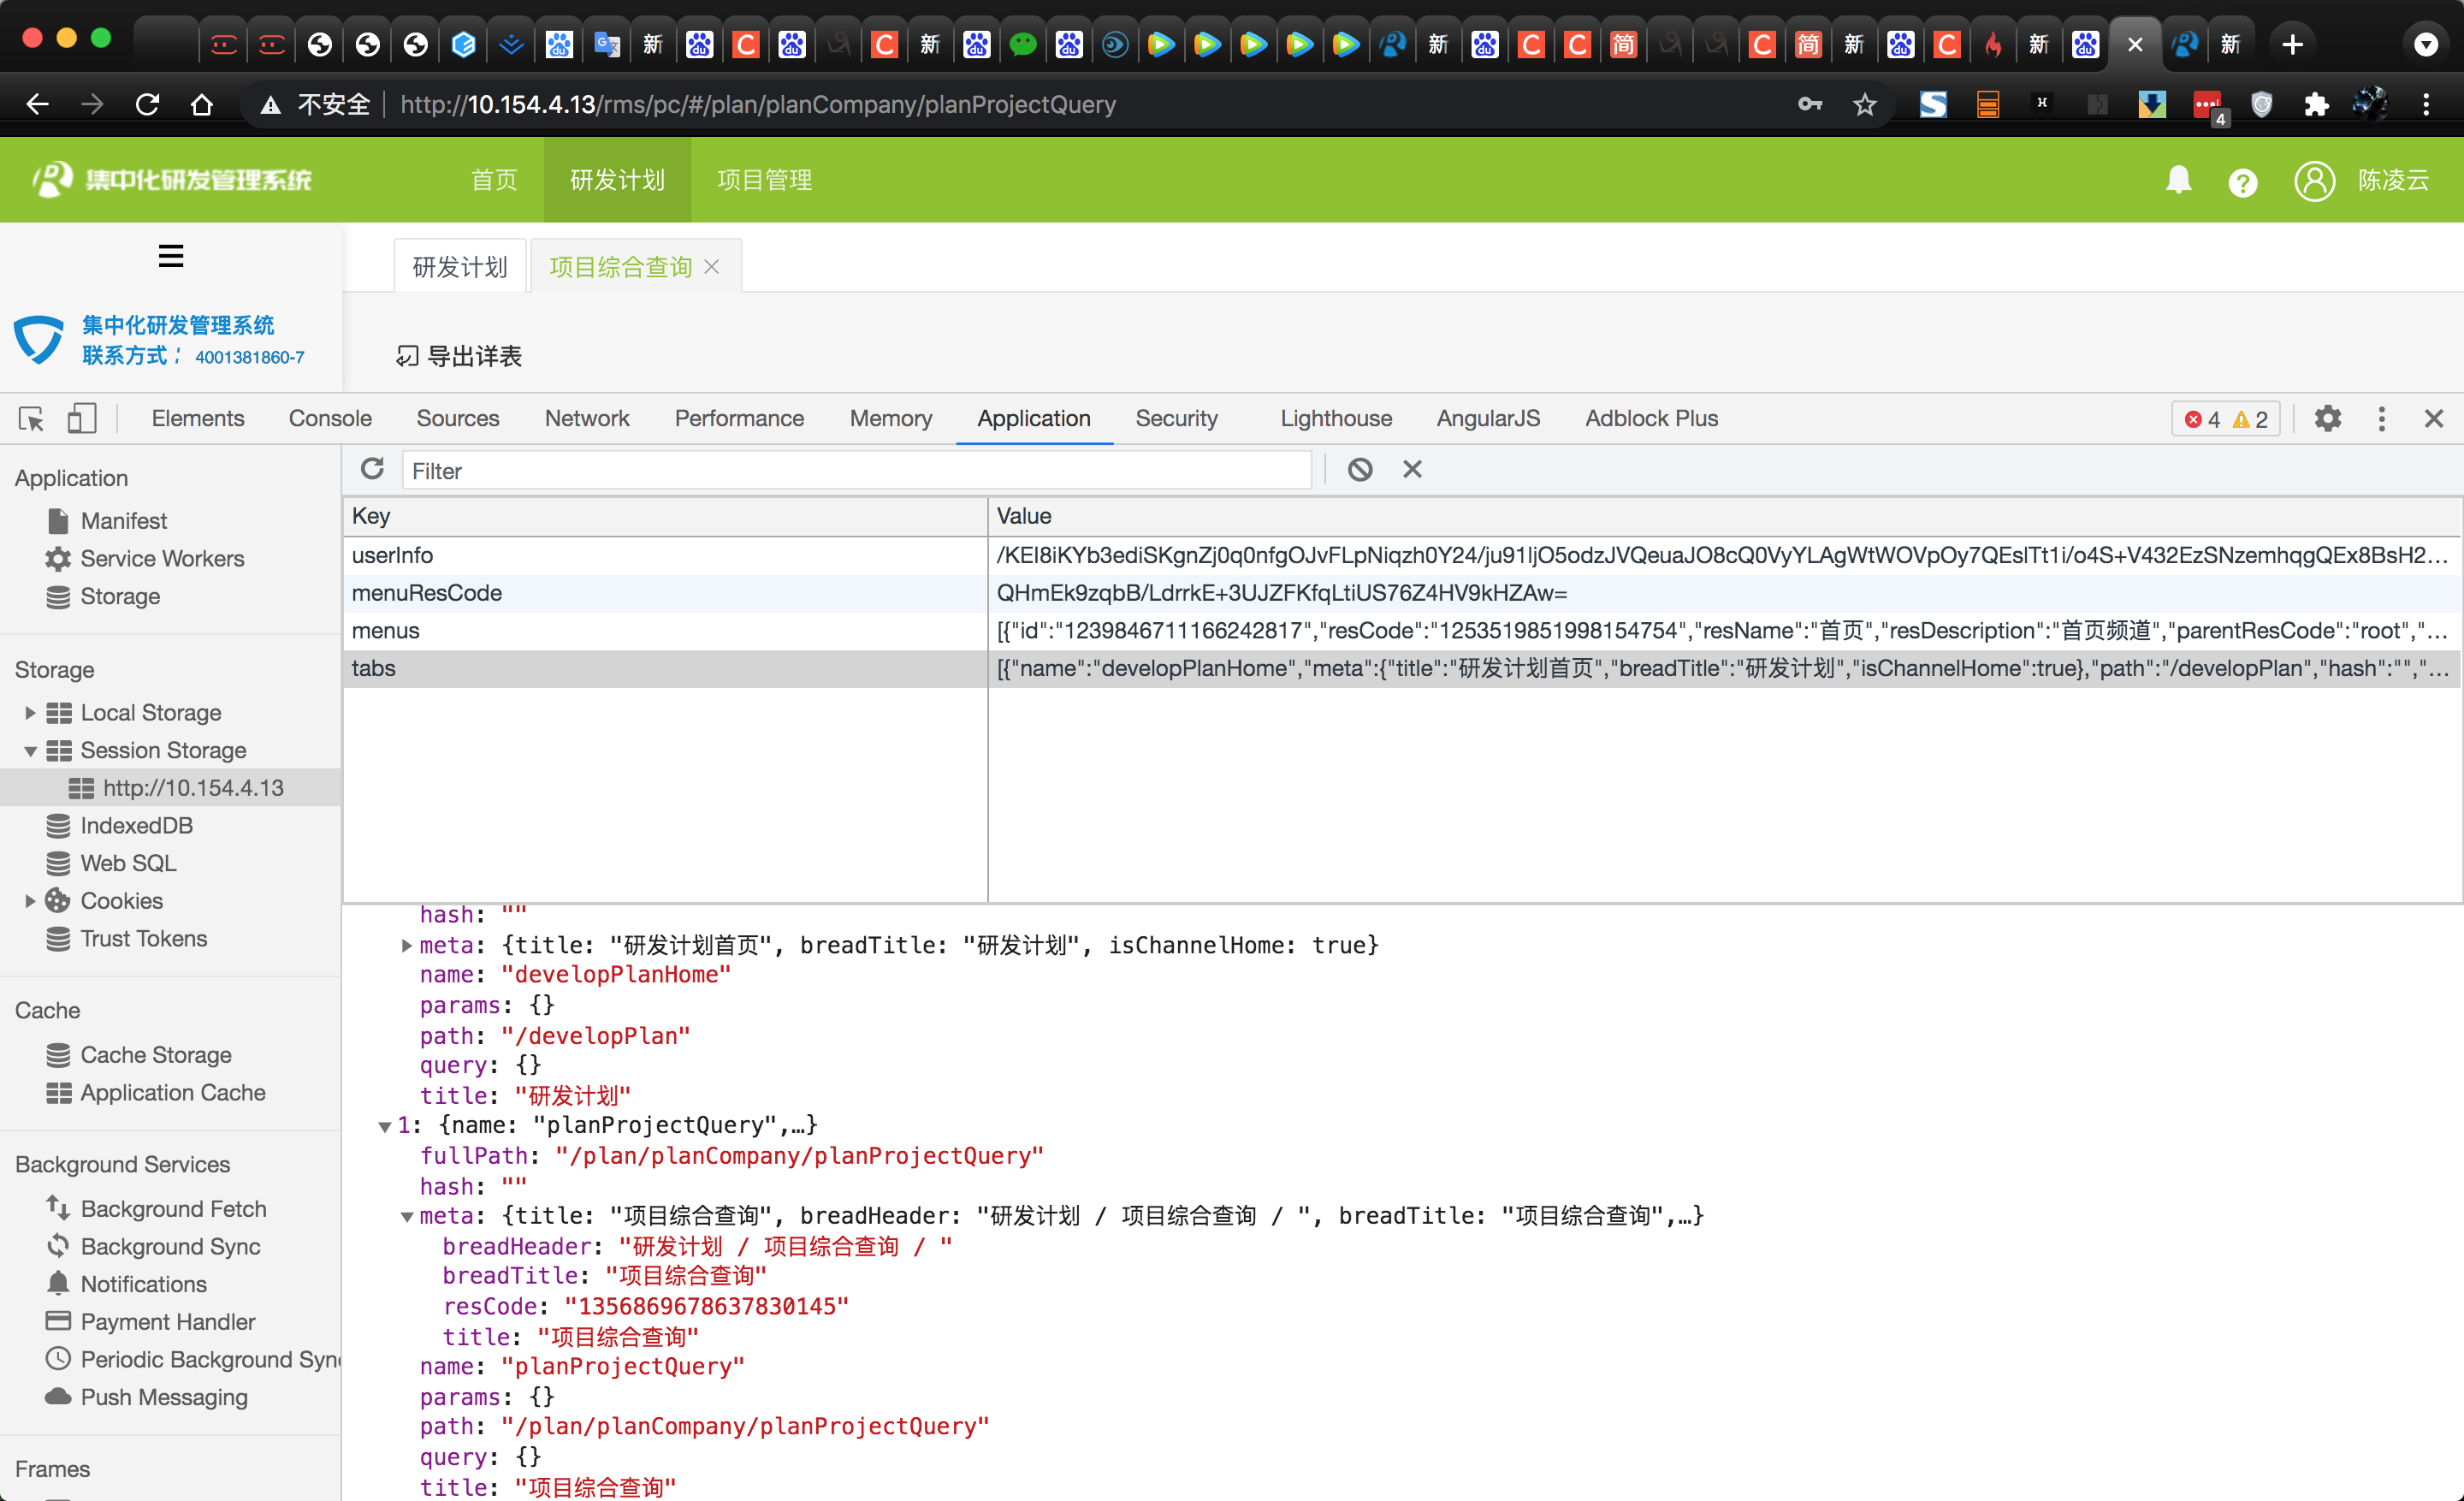 新 新 新 简 简 新 新 新
不安全 http://10.154.4.13/rms/pc/#/plan/planCompany/planProjectQuery 4
集中化研发管理系统 首页 研发计划 项目管理 陈凌云
研发计划 项目综合查询
集中化研发管理系统
联系方式： 4001381860-7
导出详表
Elements Console Sources Network Performance Memory Application Security Lighthouse AngularJS Adblock Plus 4 2
Filter
Application
Manifest
Service Workers
Storage
Storage
Local Storage
Session Storage
http://10.154.4.13
IndexedDB
Web SQL
Cookies
Trust Tokens
Cache
Cache Storage
Application Cache
Background Services
Background Fetch
Background Sync
Notifications
Payment Handler
Periodic Background Sync
Push Messaging
Frames
Key Value
userInfo /KEl8iKYb3ediSKgnZj0q0nfgOJvFLpNiqzh0Y24/ju91ljO5odzJVQeuaJO8cQ0VyYLAgWtWOVpOy7QEslTt1i/o4S+V432EzSNzemhqgQEx8BsH2…
menuResCode QHmEk9zqbB/LdrrkE+3UJZFKfqLtiUS76Z4HV9kHZAw=
menus [{"id":"1239846711166242817","resCode":"1253519851998154754","resName":"首页","resDescription":"首页频道","parentResCode":"root","…
tabs [{"name":"developPlanHome","meta":{"title":"研发计划首页","breadTitle":"研发计划","isChannelHome":true},"path":"/developPlan","hash":"","…
hash: ""
meta: {title: "研发计划首页", breadTitle: "研发计划", isChannelHome: true}
name: "developPlanHome"
params: {}
path: "/developPlan"
query: {}
title: "研发计划"
1: {name: "planProjectQuery",…}
fullPath: "/plan/planCompany/planProjectQuery"
hash: ""
meta: {title: "项目综合查询", breadHeader: "研发计划 / 项目综合查询 / ", breadTitle: "项目综合查询",…}
breadHeader: "研发计划 / 项目综合查询 / "
breadTitle: "项目综合查询"
resCode: "1356869678637830145"
title: "项目综合查询"
name: "planProjectQuery"
params: {}
path: "/plan/planCompany/planProjectQuery"
query: {}
title: "项目综合查询"